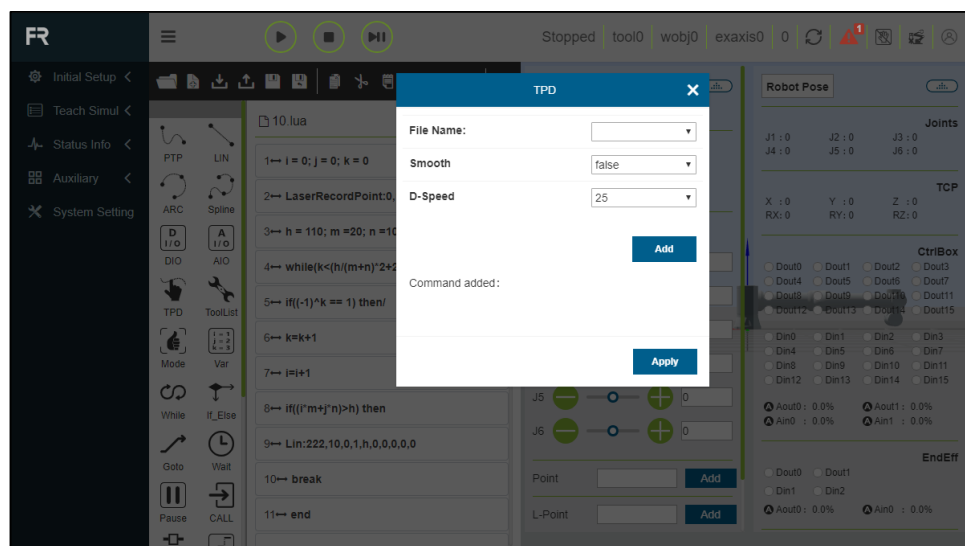 FR
Stopped tool0 wobj0 exaxis0 0 1
Initial Setup
Teach Simul
Status Info
Auxiliary
System Setting
PTP LIN
ARC Spline
D I/O A I/O
DIO AIO
TPD ToolList
i = 1
j = 2
k = 3
Mode Var
While If_Else
Goto Wait
Pause CALL
10.lua
1 i = 0; j = 0; k = 0
2 LaserRecordPoint:0,
3 h = 110; m =20; n =10
4 while(k<(h/(m+n)*2+2
5 if((-1)^k == 1) then/
6 k=k+1
7 i=i+1
8 if((i*m+j*n)>h) then
9 Lin:222,10,0,1,h,0,0,0,0,0
10 break
11 end
TPD
File Name:
Smooth false
D-Speed 25
Add
Command added:
Apply
J5 0
J6 0
Point Add
L-Point Add
Robot Pose
Joints
J1 : 0 J2 : 0 J3 : 0
J4 : 0 J5 : 0 J6 : 0
TCP
X : 0 Y : 0 Z : 0
RX: 0 RY: 0 RZ: 0
CtrlBox
Dout0 Dout1 Dout2 Dout3
Dout4 Dout5 Dout6 Dout7
Dout8 Dout9 Dout10 Dout11
Dout12 Dout13 Dout14 Dout15
Din0 Din1 Din2 Din3
Din4 Din5 Din6 Din7
Din8 Din9 Din10 Din11
Din12 Din13 Din14 Din15
Aout0 : 0.0% Aout1 : 0.0%
Ain0 : 0.0% Ain1 : 0.0%
EndEff
Dout0 Dout1
Din1 Din2
Aout0 : 0.0% Ain0 : 0.0%